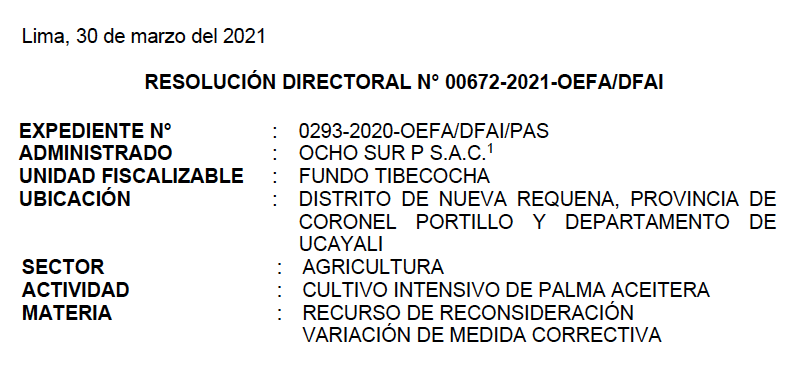 Lima, 30 de marzo del 2021
RESOLUCIÓN DIRECTORAL N° 00672-2021-OEFA/DFAI
EXPEDIENTE N° : 0293-2020-OEFA/DFAI/PAS
ADMINISTRADO : OCHO SUR P S.A.C.¹
UNIDAD FISCALIZABLE : FUNDO TIBECOCHA
UBICACIÓN : DISTRITO DE NUEVA REQUENA, PROVINCIA DE
CORONEL PORTILLO Y DEPARTAMENTO DE
UCAYALI
SECTOR : AGRICULTURA
ACTIVIDAD : CULTIVO INTENSIVO DE PALMA ACEITERA
MATERIA : RECURSO DE RECONSIDERACIÓN
VARIACIÓN DE MEDIDA CORRECTIVA